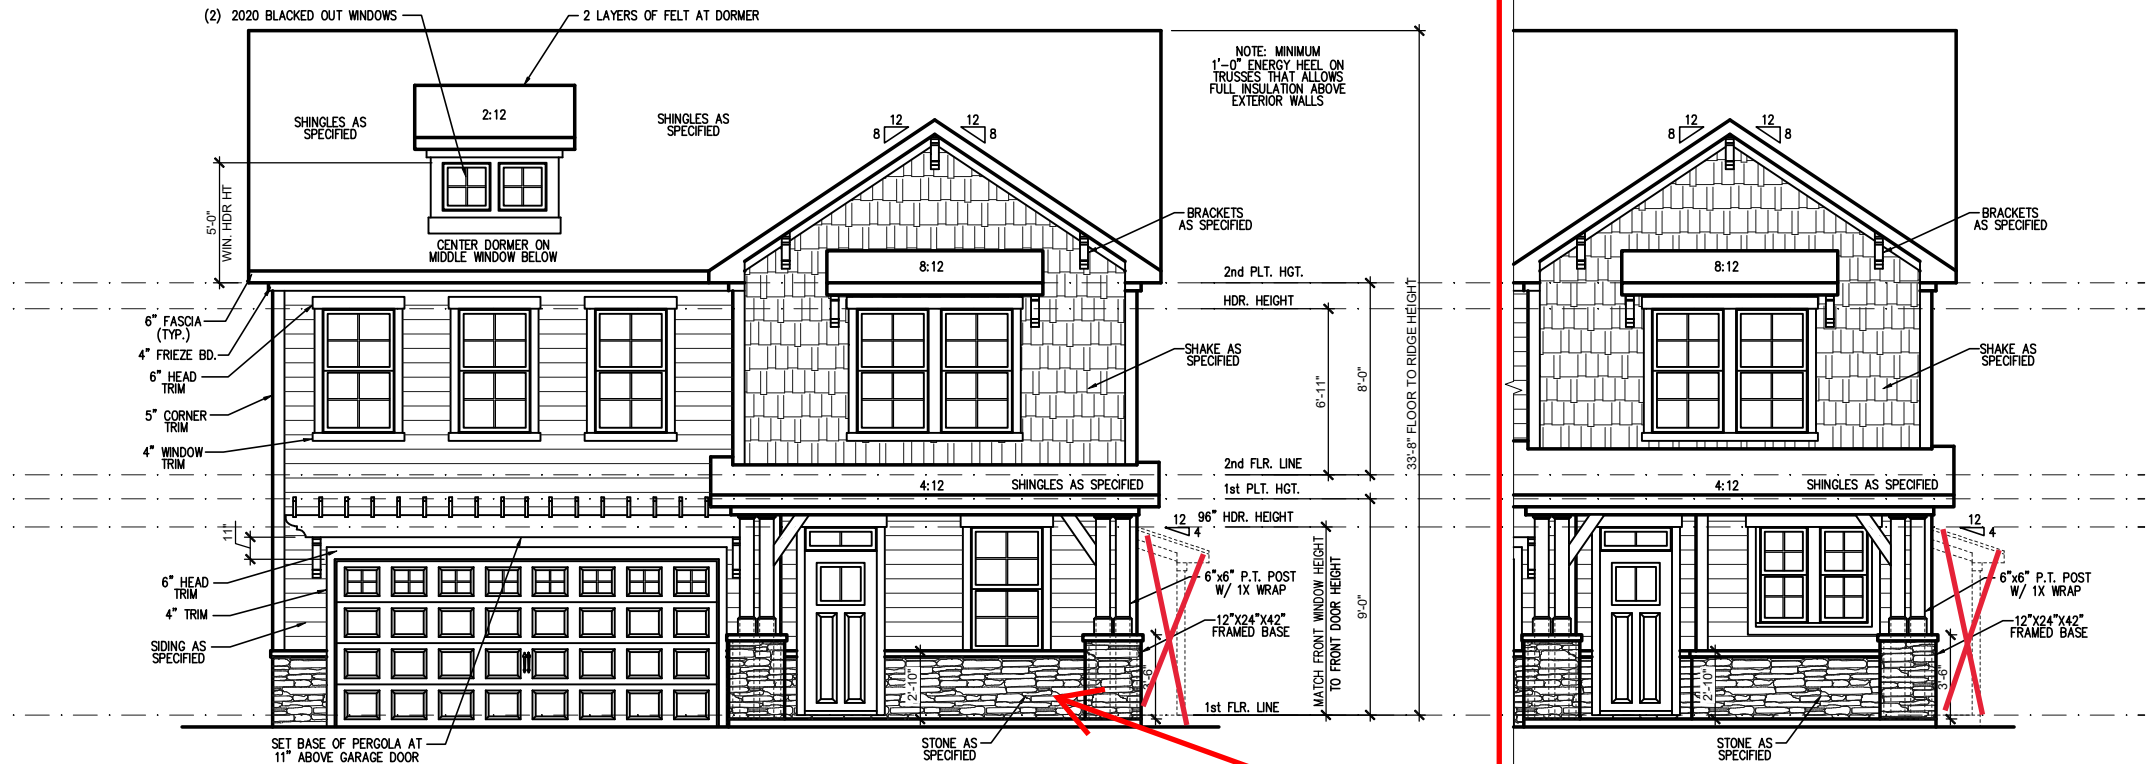 (2) 2020 BLACKED OUT WINDOWS
2 LAYERS OF FELT AT DORMER
NOTE: MINIMUM
1'-0" ENERGY HEEL ON
TRUSSES THAT ALLOWS
FULL INSULATION ABOVE
EXTERIOR WALLS
2:12
SHINGLES AS
SPECIFIED
SHINGLES AS
SPECIFIED
12
8
12
8
5'-0"
WIN. HDR HT
CENTER DORMER ON
MIDDLE WINDOW BELOW
BRACKETS
AS SPECIFIED
8:12
2nd PLT. HGT.
HDR. HEIGHT
6" FASCIA
(TYP.)
4" FRIEZE BD.
6" HEAD
TRIM
5" CORNER
TRIM
4" WINDOW
TRIM
SHAKE AS
SPECIFIED
6'-11"
8'-0"
33'-8" FLOOR TO RIDGE HEIGHT
2nd FLR. LINE
4:12
SHINGLES AS SPECIFIED
1st PLT. HGT.
96" HDR. HEIGHT
12
4
11"
6" HEAD
TRIM
4" TRIM
SIDING AS
SPECIFIED
6"x6" P.T. POST
W/ 1X WRAP
12"X24"X42"
FRAMED BASE
MATCH FRONT WINDOW HEIGHT
TO FRONT DOOR HEIGHT
9'-0"
2'-10"
3'-6"
1st FLR. LINE
SET BASE OF PERGOLA AT
11" ABOVE GARAGE DOOR
STONE AS
SPECIFIED
12
8
12
8
BRACKETS
AS SPECIFIED
8:12
SHAKE AS
SPECIFIED
4:12
SHINGLES AS SPECIFIED
12
4
6"x6" P.T. POST
W/ 1X WRAP
12"X24"X42"
FRAMED BASE
2'-10"
3'-6"
STONE AS
SPECIFIED